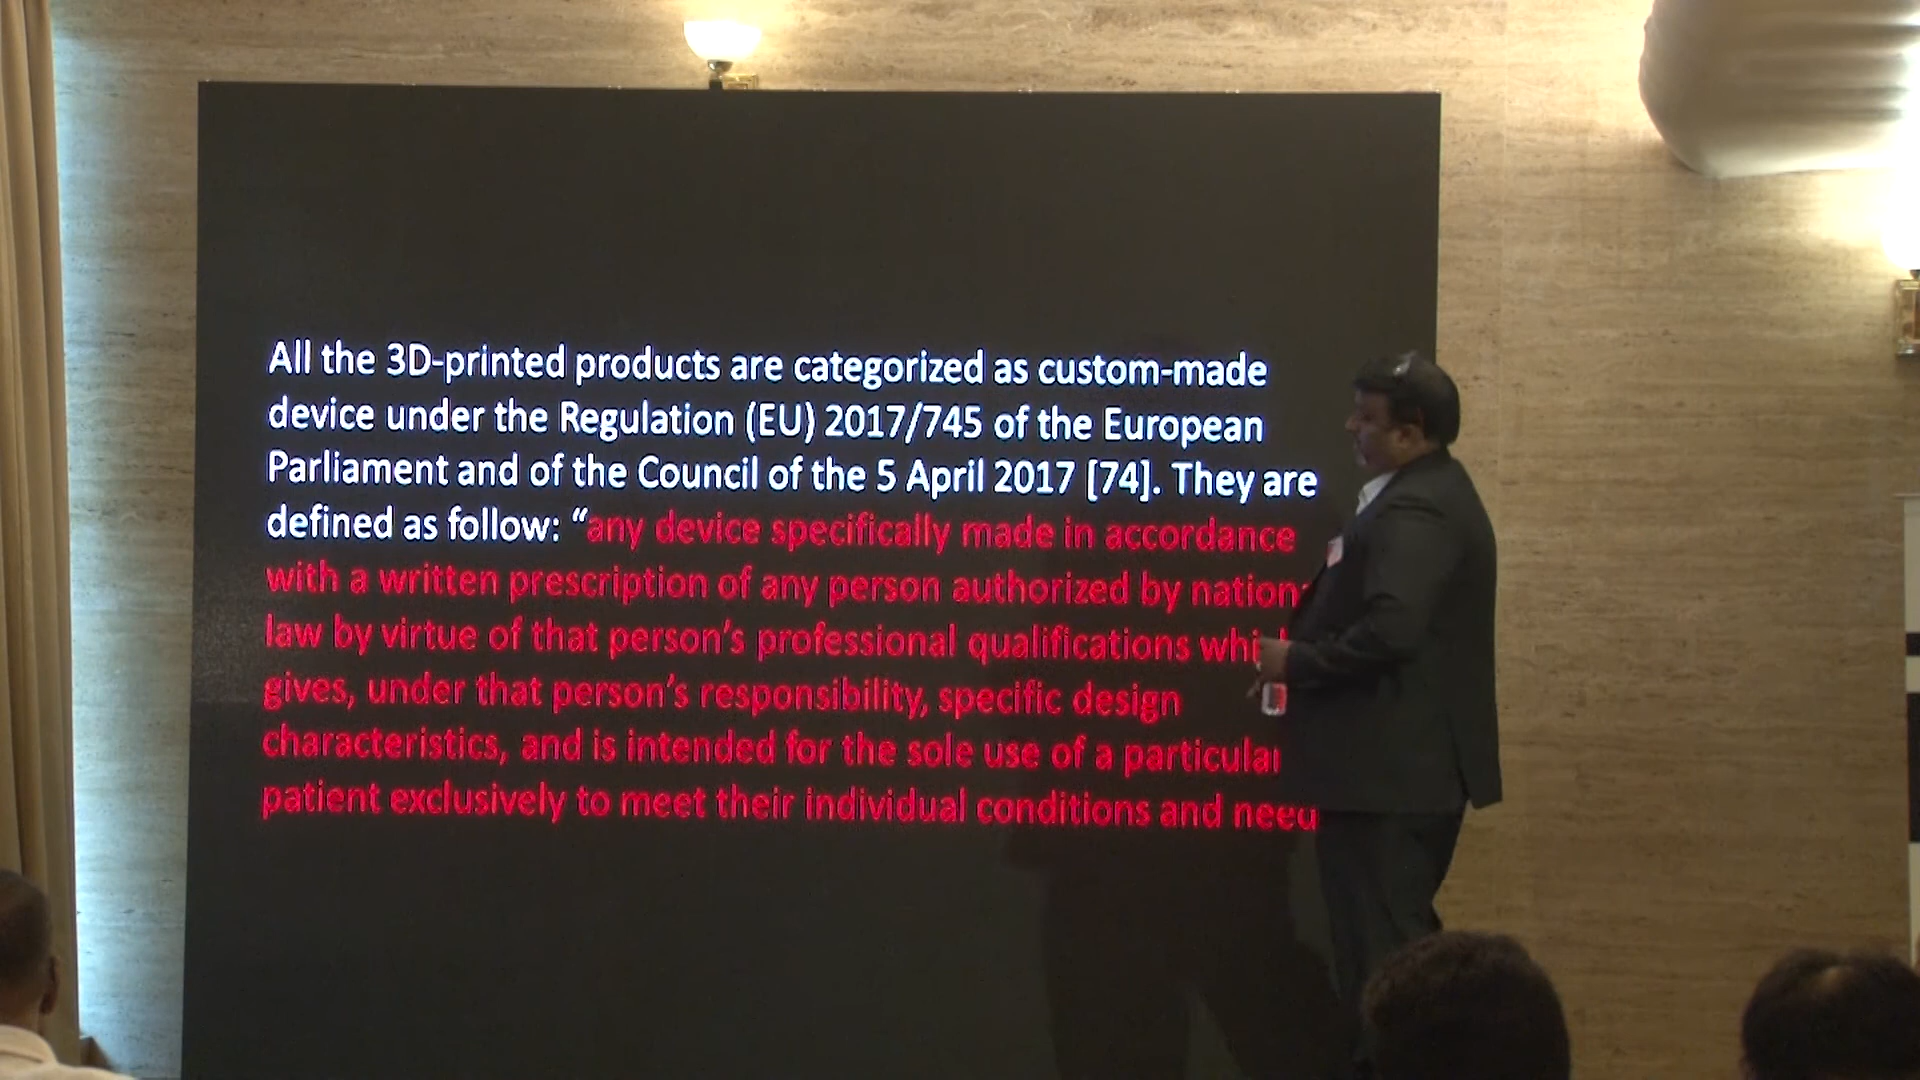 All the 3D-printed products are categorized as custom-made
device under the Regulation (EU) 2017/745 of the European
Parliament and of the Council of the 5 April 2017 [74]. They are
defined as follow: “any device specifically made in accordance
with a written prescription of any person authorized by
law by virtue of that person’s professional qualifications
gives, under that person’s responsibility, specific design
characteristics, and is intended for the sole use of a particular
patient exclusively to meet their individual conditions and